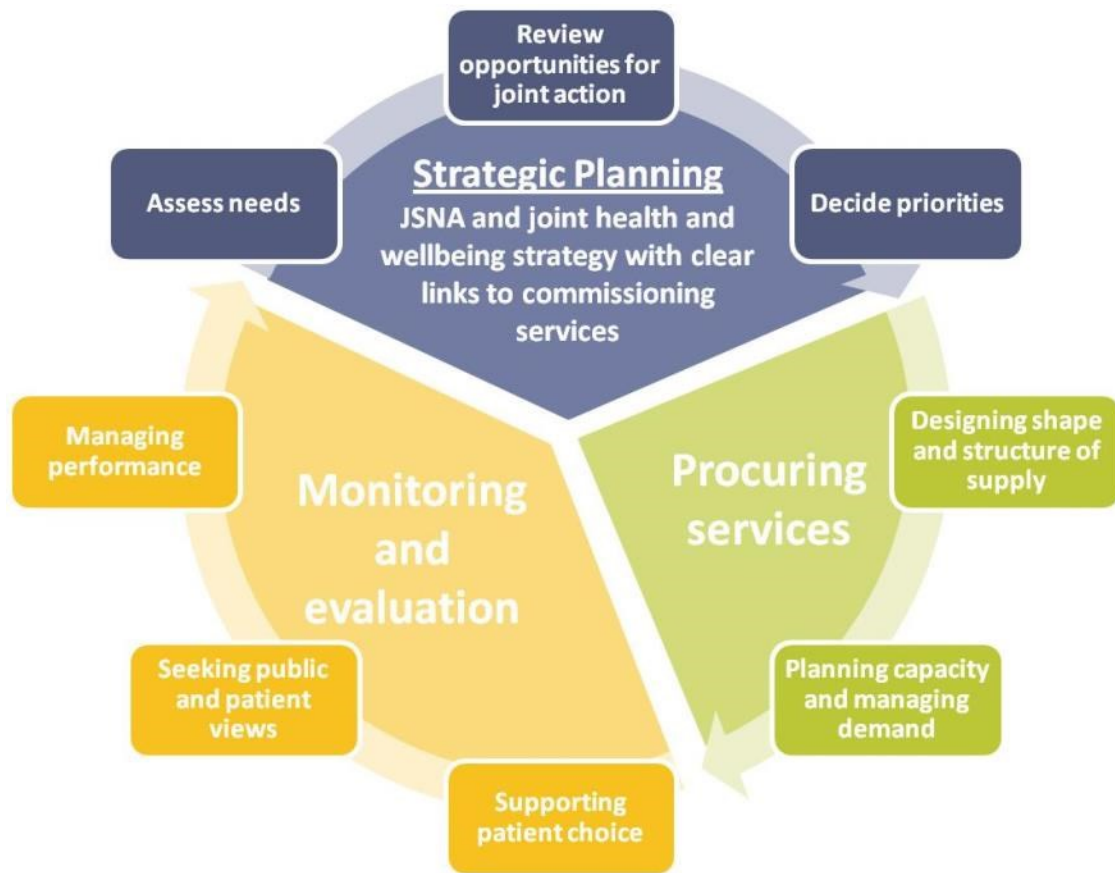 Review
opportunities for
joint action
Assess needs
Strategic Planning
JSNA and joint health and
wellbeing strategy with clear
links to commissioning
services
Decide priorities
Managing
performance
Monitoring
and
evaluation
Procuring
services
Designing shape
and structure of
supply
Seeking public
and patient
views
Planning capacity
and managing
demand
Supporting
patient choice